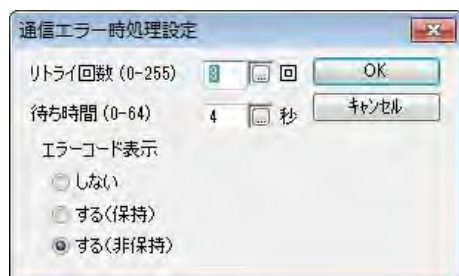 通信エラー時処理設定
リトライ回数 (0-255) 3 ... 回 OK
待ち時間 (0-64) 4 ... 秒 キャンセル
エラーコード表示
しない
する(保持)
する(非保持)